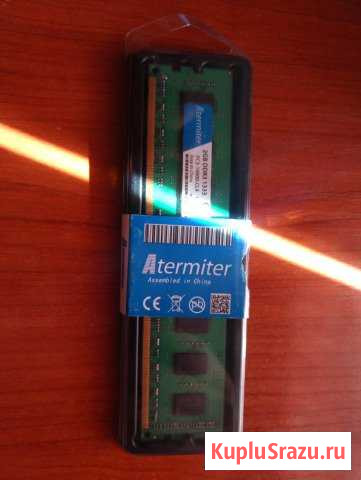 Atermiter
2GB DDR3 1333
Atermiter
Assembled in China
CE
KupluSrazu.ru